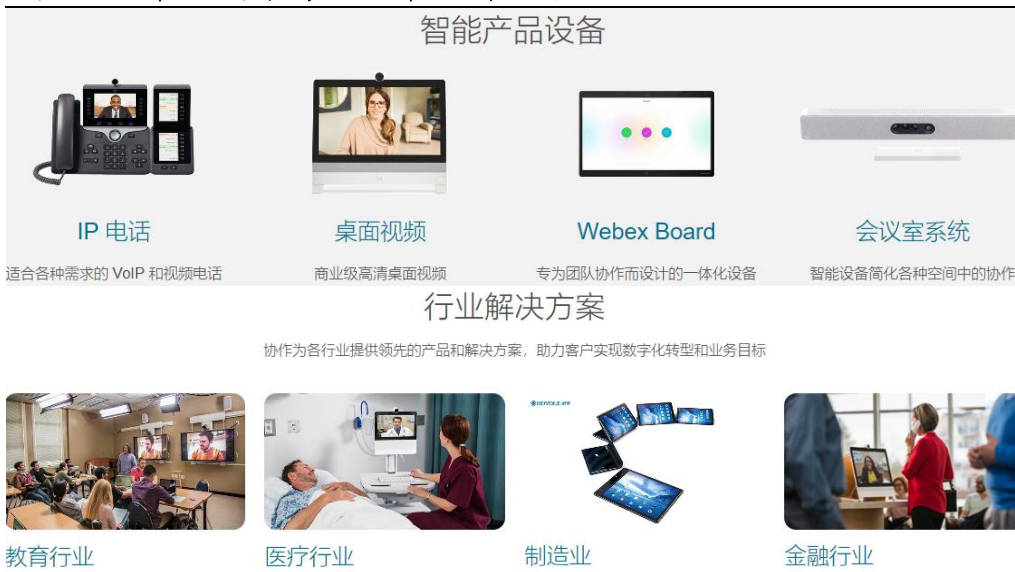 智能产品设备
IP 电话
桌面视频
Webex Board
会议室系统
适合各种需求的 VoIP 和视频电话
商业级高清桌面视频
专为团队协作而设计的一体化设备
智能设备简化各种空间中的协作
行业解决方案
协作为各行业提供领先的产品和解决方案，助力客户实现数字化转型和业务目标
教育行业
医疗行业
制造业
金融行业